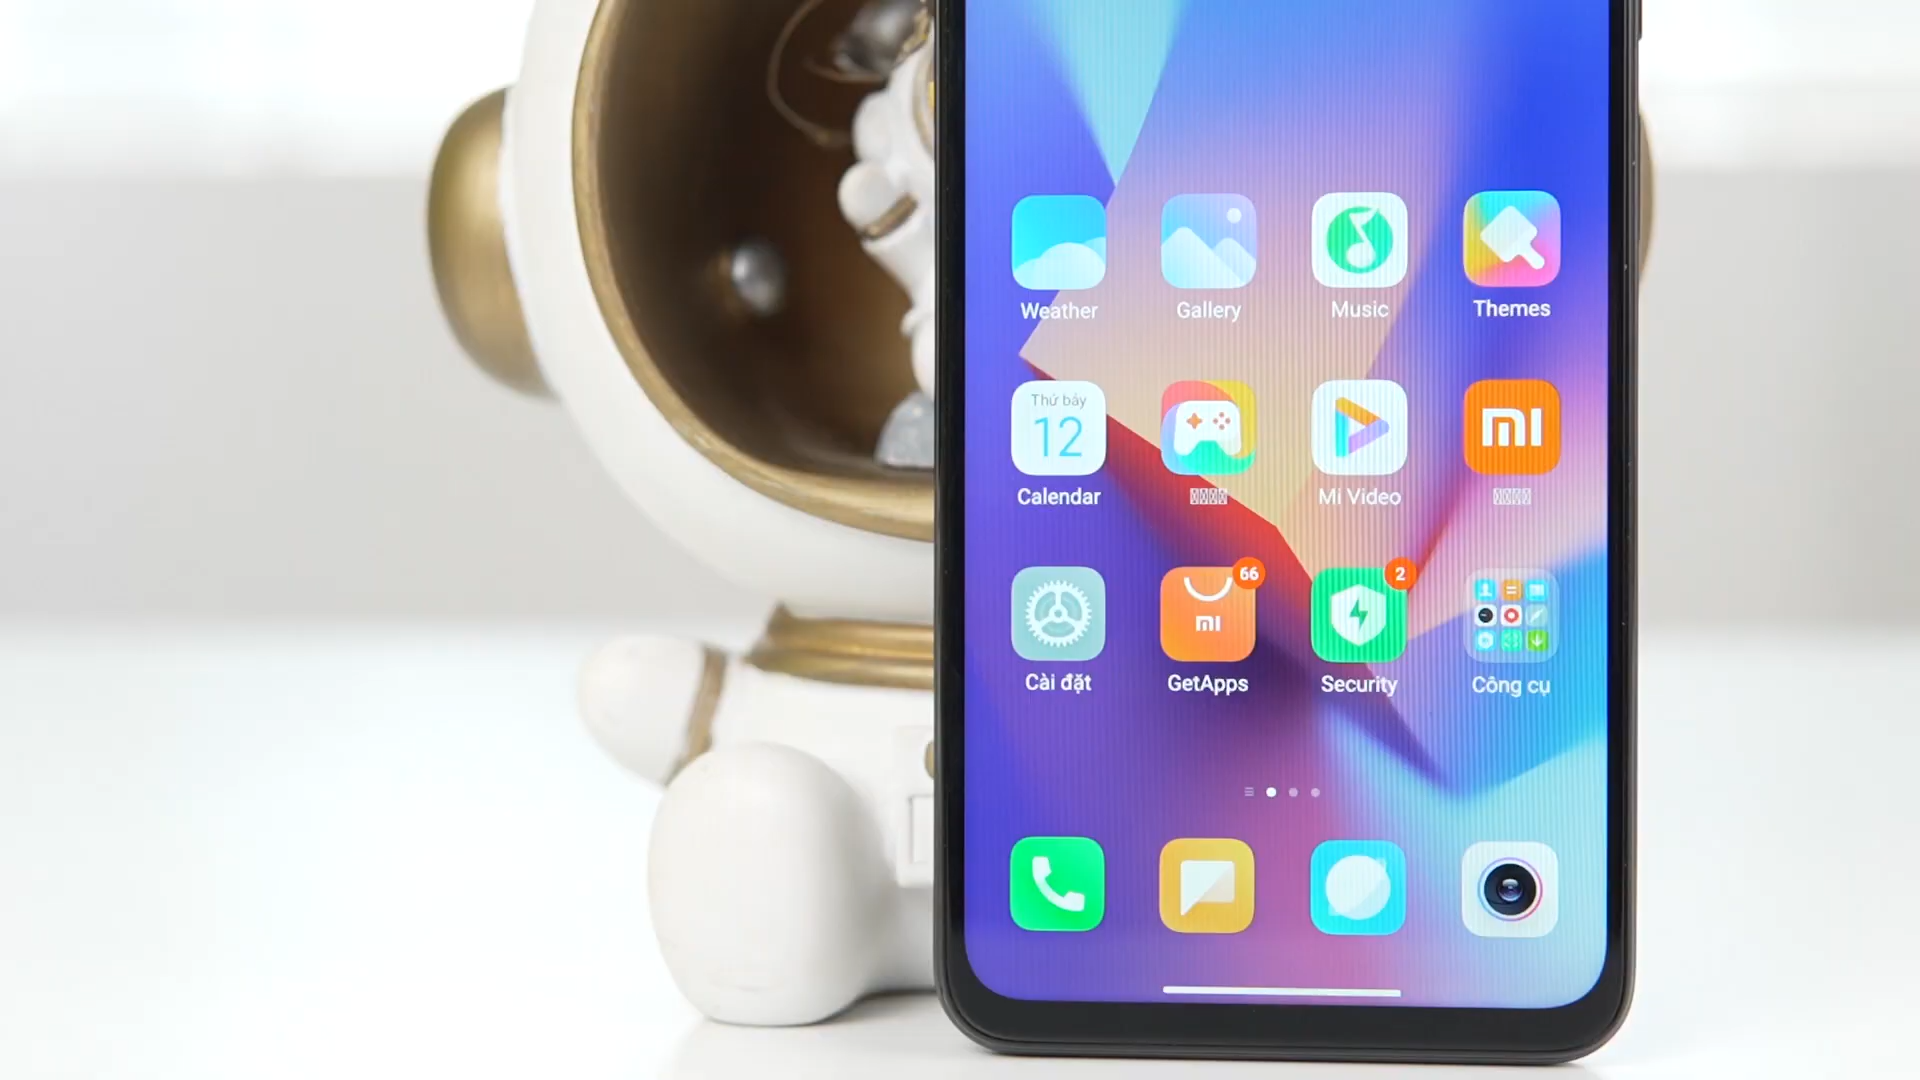 Weather
Gallery
Music
Themes
Thứ bảy
12
Calendar
Mi Video
mi
66
2
mi
Cài đặt
GetApps
Security
Công cụ